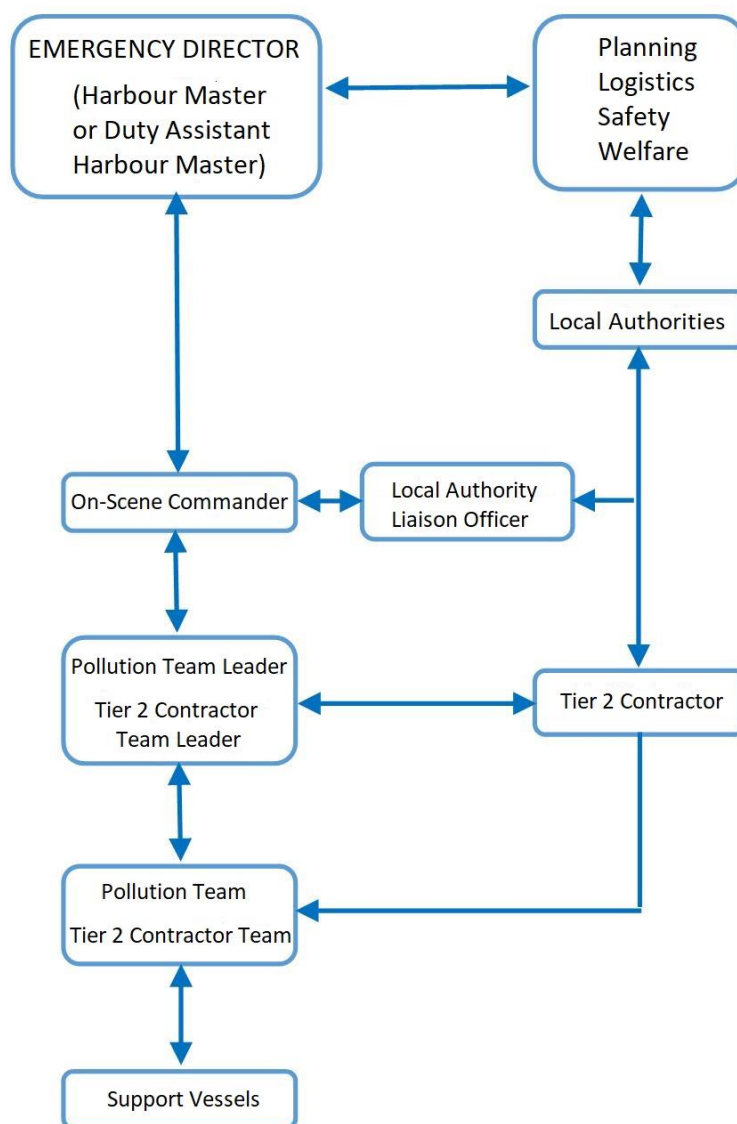 EMERGENCY DIRECTOR
(Harbour Master
or Duty Assistant
Harbour Master)
Planning
Logistics
Safety
Welfare
Local Authorities
On-Scene Commander
Local Authority
Liaison Officer
Pollution Team Leader
Tier 2 Contractor
Team Leader
Tier 2 Contractor
Pollution Team
Tier 2 Contractor Team
Support Vessels